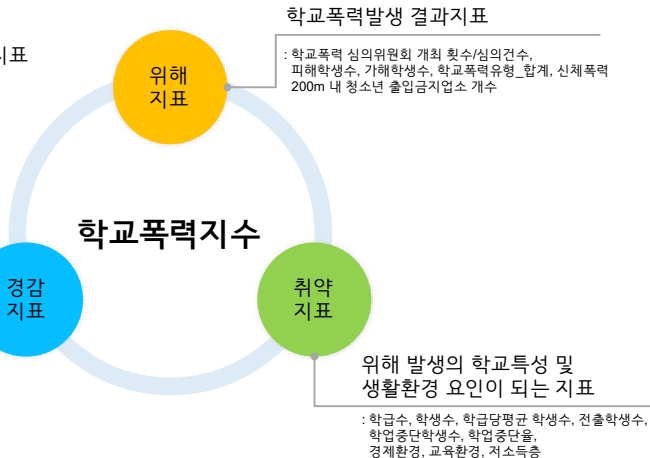 학교폭력발생 결과지표
: 학교폭력 심의위원회 개최 횟수/심의건수,
피해학생수, 가해학생수, 학교폭력유형_합계, 신체폭력
200m 내 청소년 출입금지업소 개수
지표
위해
지표
학교폭력지수
경감
지표
취약
지표
위해 발생의 학교특성 및
생활환경 요인이 되는 지표
: 학급수, 학생수, 학급당평균 학생수, 전출학생수,
학업중단학생수, 학업중단율,
경제환경, 교육환경, 저소득층